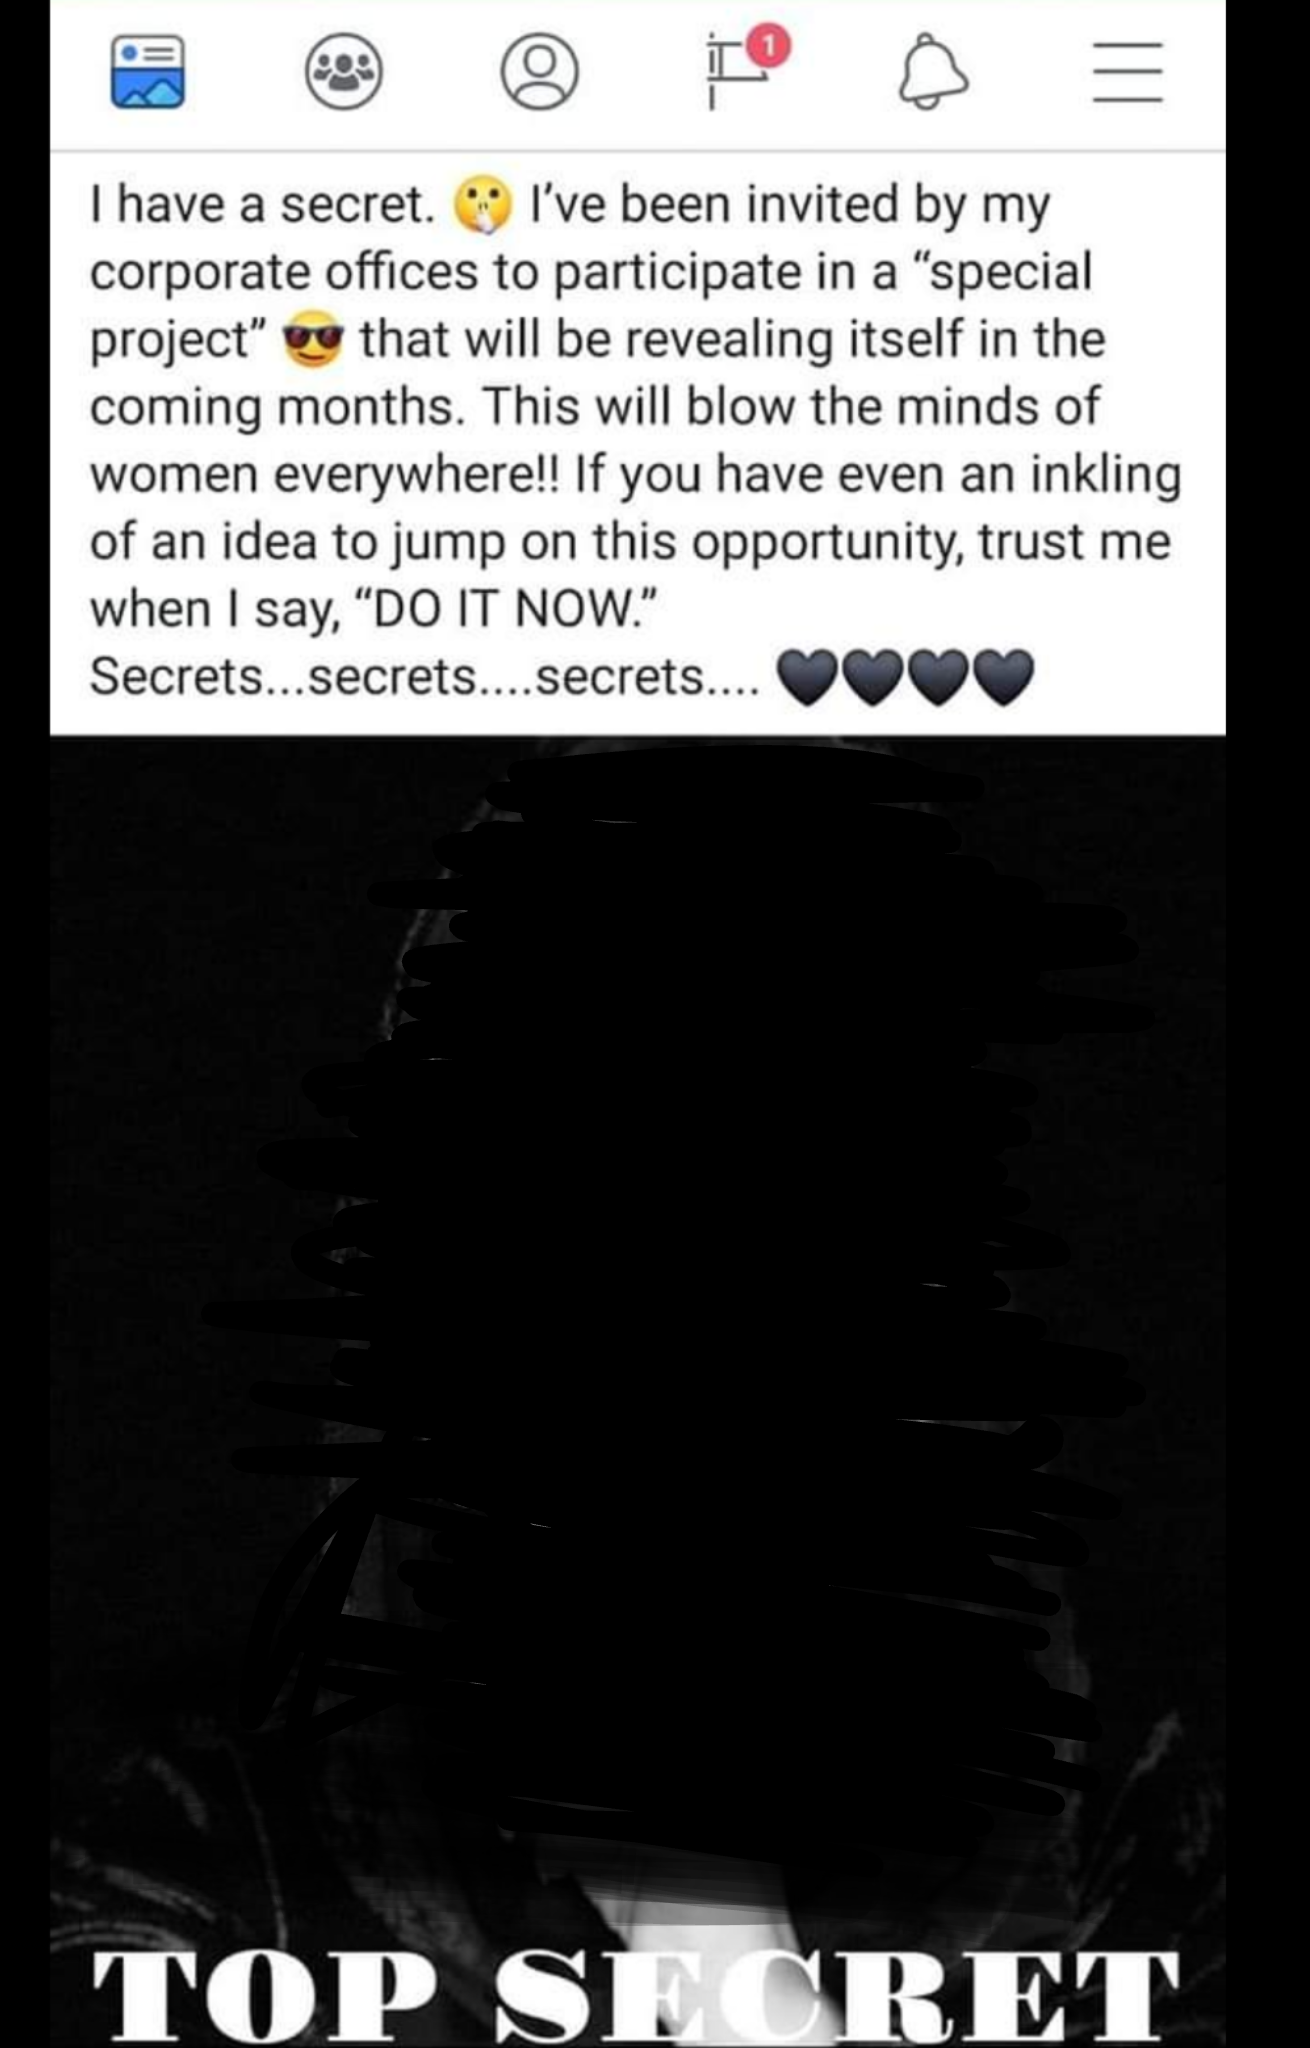 1
I have a secret. 🤫 I’ve been invited by my
corporate offices to participate in a “special
project” 😎 that will be revealing itself in the
coming months. This will blow the minds of
women everywhere!! If you have even an inkling
of an idea to jump on this opportunity, trust me
when I say, “DO IT NOW.”
Secrets...secrets....secrets.... 🖤🖤🖤🖤
TOP SECRET